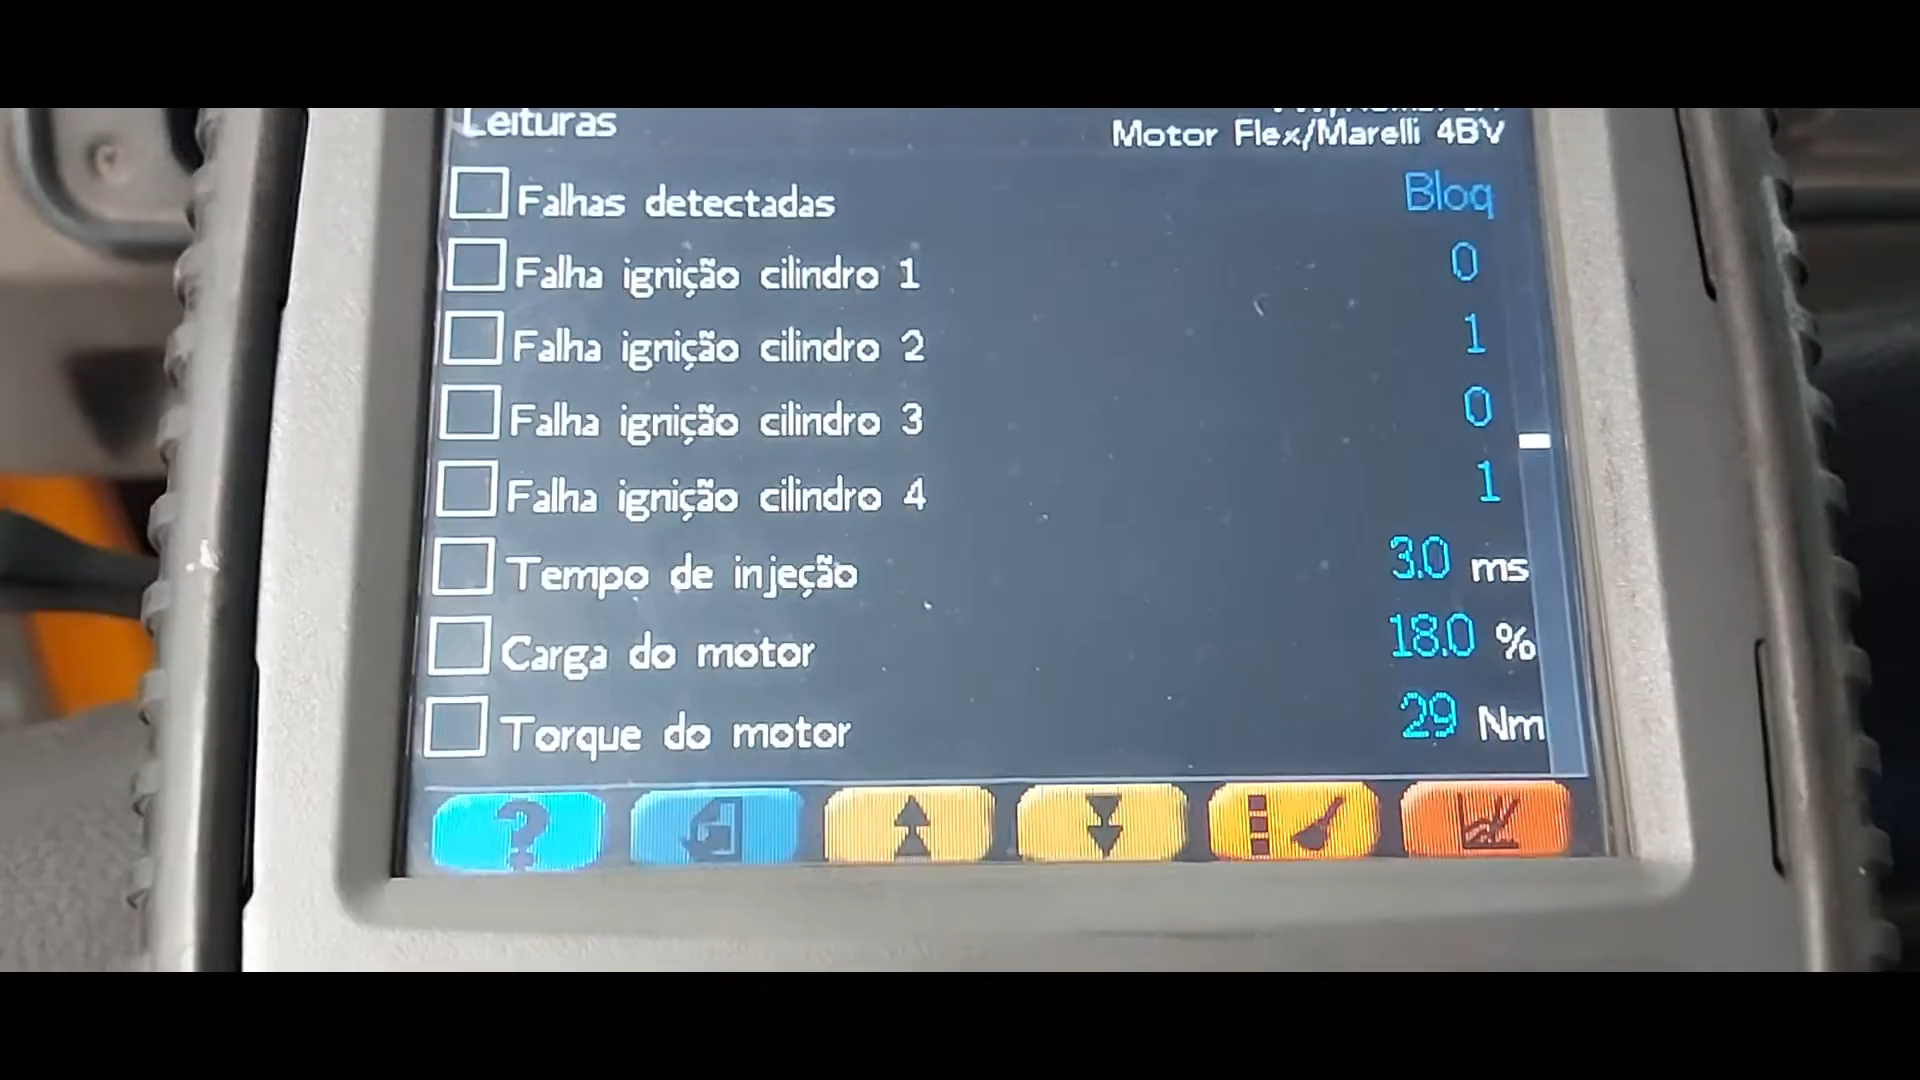 Leituras
Motor Flex/Marelli 4BV
Falhas detectadas Bloq
Falha ignição cilindro 1 0
Falha ignição cilindro 2 1
Falha ignição cilindro 3 0
Falha ignição cilindro 4 1
Tempo de injeção 3.0 ms
Carga do motor 18.0 %
Torque do motor 29 Nm
?